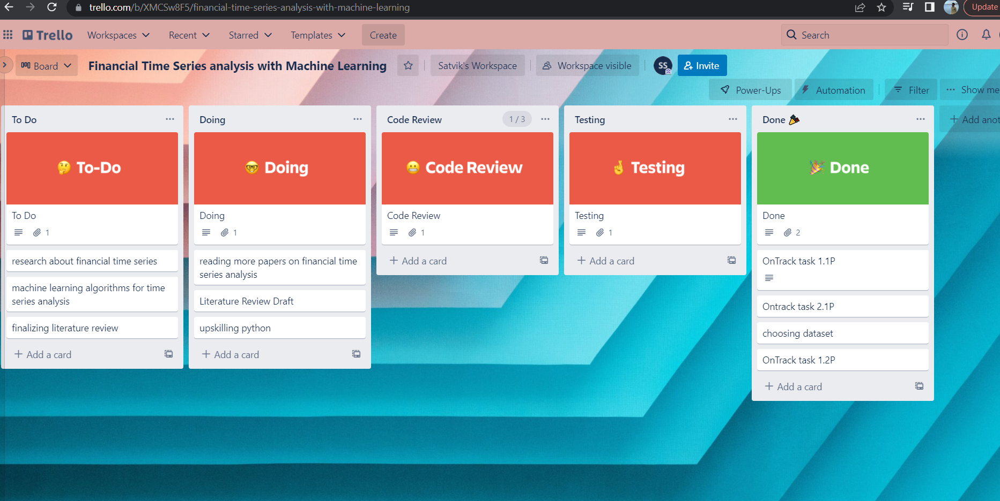 trello.com/b/XMCSw8F5/financial-time-series-analysis-with-machine-learning
Update
Trello
Workspaces
Recent
Starred
Templates
Create
Search
Board
Financial Time Series analysis with Machine Learning
Satvik's Workspace
Workspace visible
SS
Invite
Power-Ups
Automation
Filter
Show me
To Do
To-Do
To Do
1
research about financial time series
machine learning algorithms for time
series analysis
finalizing literature review
+ Add a card
Doing
Doing
Doing
1
reading more papers on financial time
series analysis
Literature Review Draft
upskilling python
+ Add a card
Code Review
1 / 3
Code Review
Code Review
1
+ Add a card
Testing
Testing
Testing
1
+ Add a card
Done
Done
Done
2
OnTrack task 1.1P
Ontrack task 2.1P
choosing dataset
OnTrack task 1.2P
+ Add a card
+ Add anot